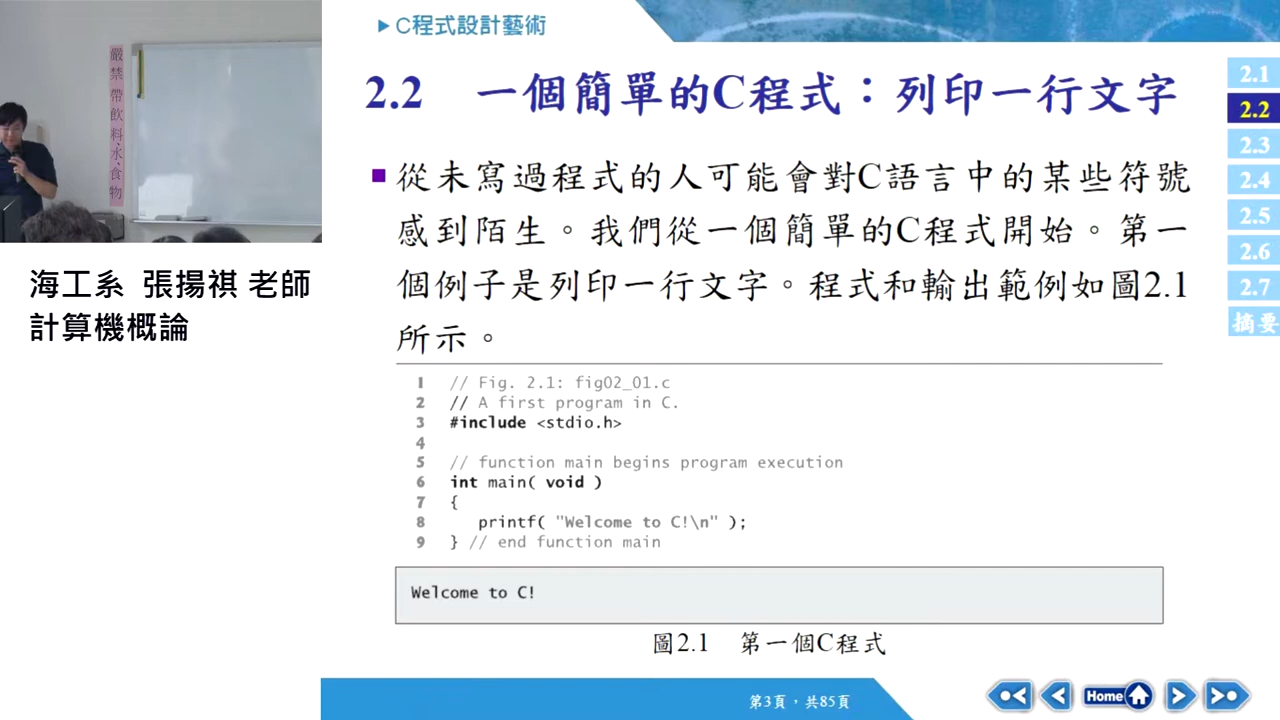 嚴禁帶飲料、水、食物
海工系 張揚祺 老師
計算機概論
C程式設計藝術
2.2 一個簡單的C程式：列印一行文字
從未寫過程式的人可能會對C語言中的某些符號
感到陌生。我們從一個簡單的C程式開始。第一
個例子是列印一行文字。程式和輸出範例如圖2.1
所示。
1 // Fig. 2.1: fig02_01.c
2 // A first program in C.
3 #include <stdio.h>
4
5 // function main begins program execution
6 int main( void )
7 {
8 printf( "Welcome to C!\n" );
9 } // end function main
Welcome to C!
圖2.1 第一個C程式
2.1
2.2
2.3
2.4
2.5
2.6
2.7
摘要
第3頁，共85頁
Home